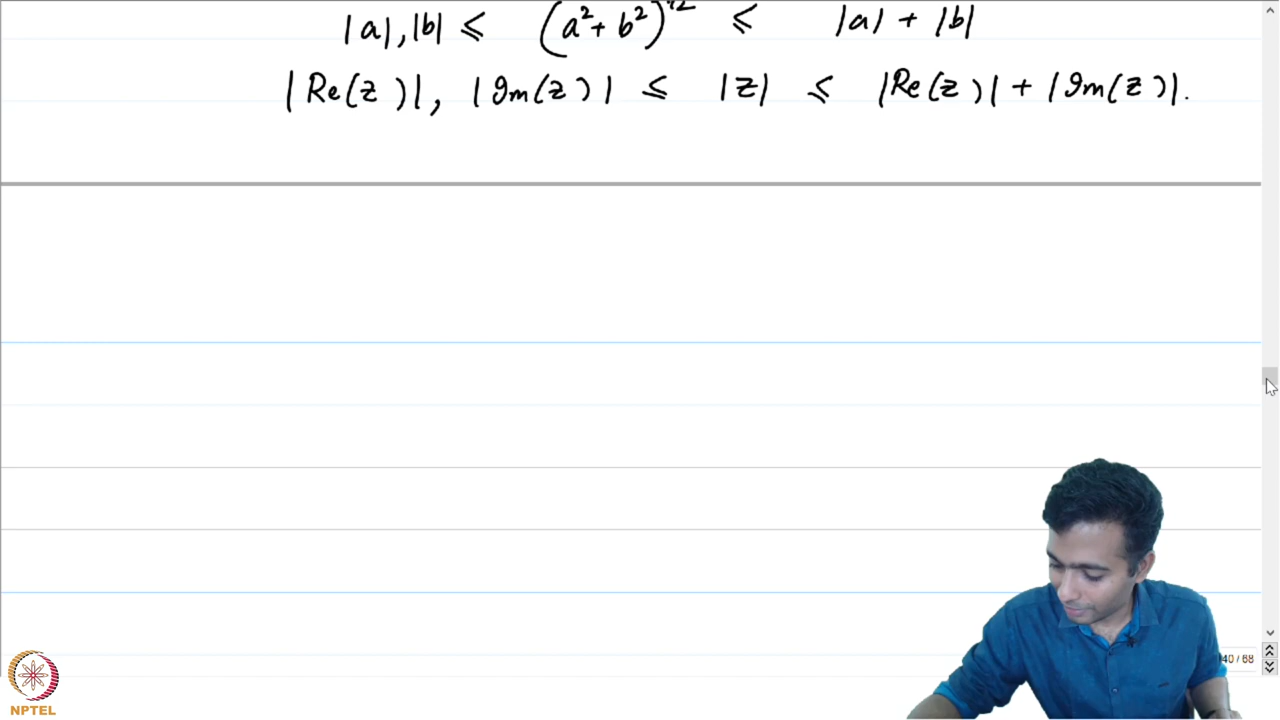 |a|, |b| ≤ (a² + b²)^{1/2} ≤ |a| + |b|
|Re(z)|, |Im(z)| ≤ |z| ≤ |Re(z)| + |Im(z)|.
40 / 68
NPTEL